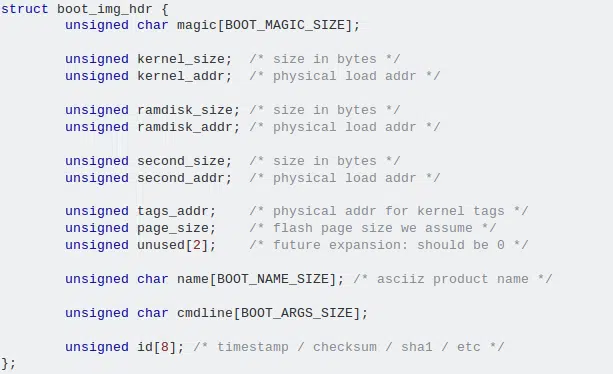 struct boot_img_hdr {
        unsigned char magic[BOOT_MAGIC_SIZE];

        unsigned kernel_size;  /* size in bytes */
        unsigned kernel_addr;  /* physical load addr */

        unsigned ramdisk_size; /* size in bytes */
        unsigned ramdisk_addr; /* physical load addr */

        unsigned second_size;  /* size in bytes */
        unsigned second_addr;  /* physical load addr */

        unsigned tags_addr;    /* physical addr for kernel tags */
        unsigned page_size;    /* flash page size we assume */
        unsigned unused[2];    /* future expansion: should be 0 */

        unsigned char name[BOOT_NAME_SIZE]; /* asciiz product name */

        unsigned char cmdline[BOOT_ARGS_SIZE];

        unsigned id[8]; /* timestamp / checksum / sha1 / etc */
};